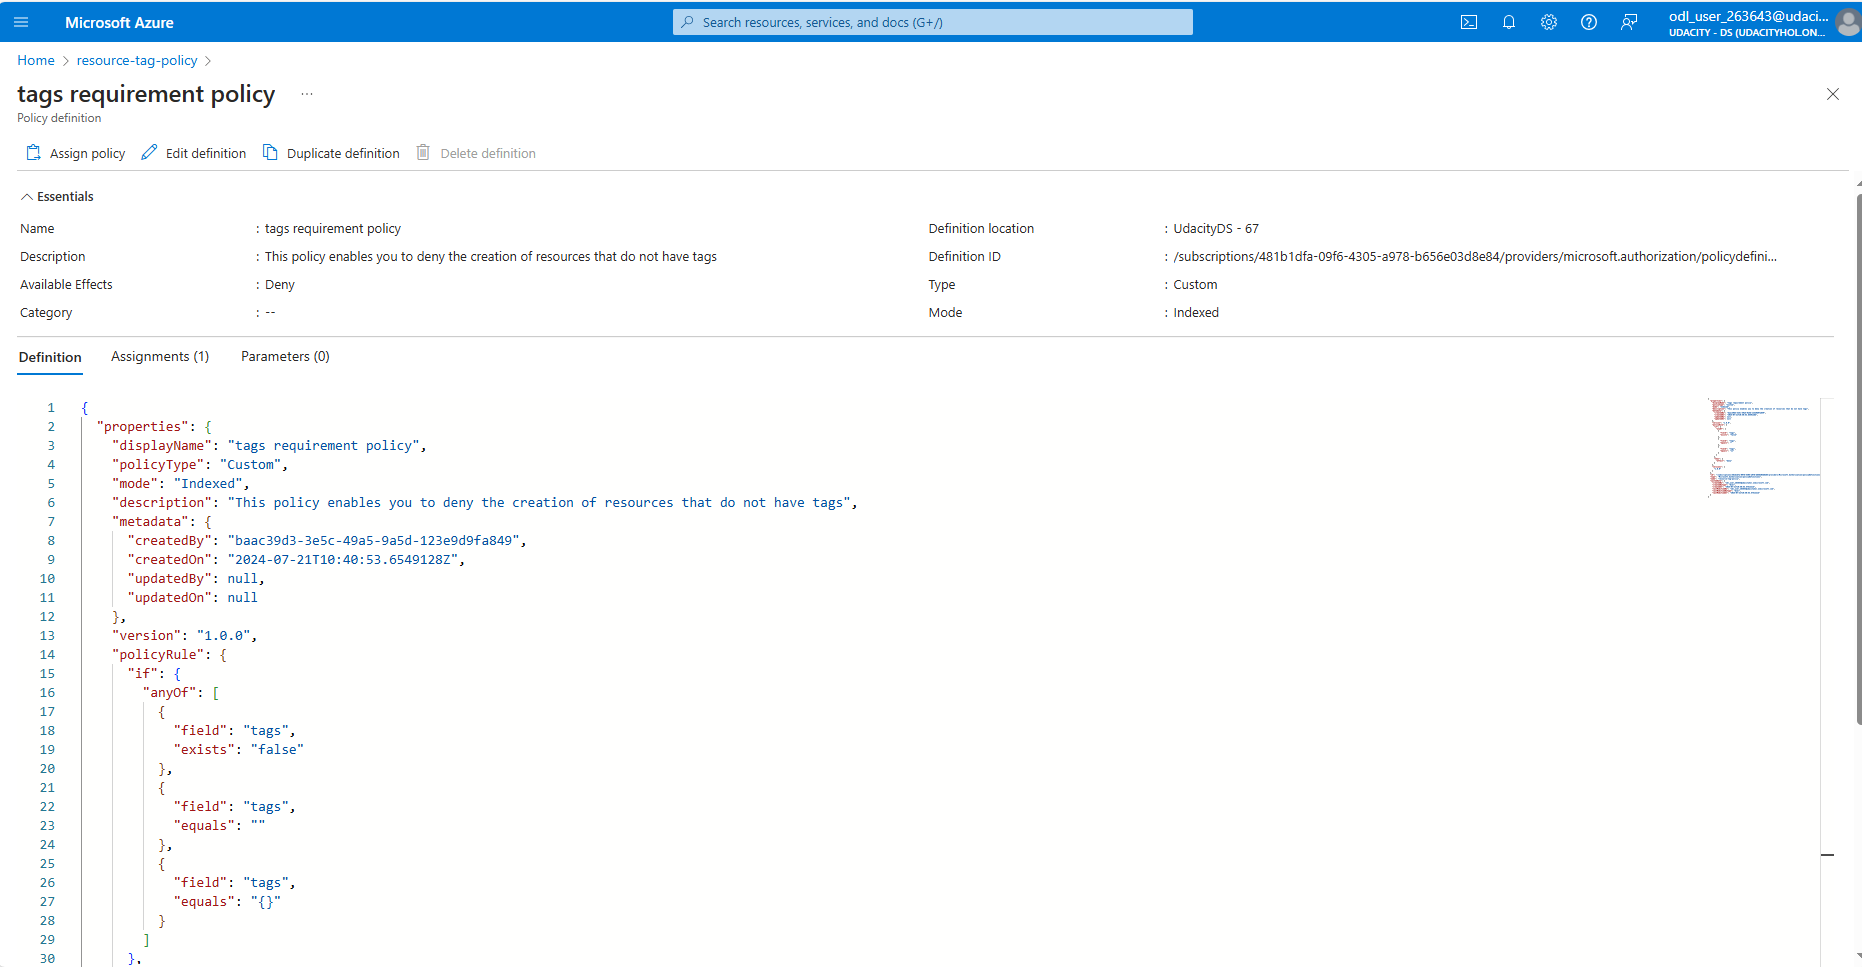 Microsoft Azure
Search resources, services, and docs (G+/)
odl_user_263643@udaci...
UDACITY - DS (UDACITYHOL.ON...
Home > resource-tag-policy >
tags requirement policy ...
Policy definition
Assign policy Edit definition Duplicate definition Delete definition
Essentials
Name : tags requirement policy Definition location : UdacityDS - 67
Description : This policy enables you to deny the creation of resources that do not have tags Definition ID : /subscriptions/481b1dfa-09f6-4305-a978-b656e03d8e84/providers/microsoft.authorization/policydefini...
Available Effects : Deny Type : Custom
Category : -- Mode : Indexed
Definition Assignments (1) Parameters (0)
1 {
2 "properties": {
3 "displayName": "tags requirement policy",
4 "policyType": "Custom",
5 "mode": "Indexed",
6 "description": "This policy enables you to deny the creation of resources that do not have tags",
7 "metadata": {
8 "createdBy": "baac39d3-3e5c-49a5-9a5d-123e9d9fa849",
9 "createdOn": "2024-07-21T10:40:53.6549128Z",
10 "updatedBy": null,
11 "updatedOn": null
12 },
13 "version": "1.0.0",
14 "policyRule": {
15 "if": {
16 "anyOf": [
17 {
18 "field": "tags",
19 "exists": "false"
20 },
21 {
22 "field": "tags",
23 "equals": ""
24 },
25 {
26 "field": "tags",
27 "equals": "{}"
28 }
29 ]
30 },